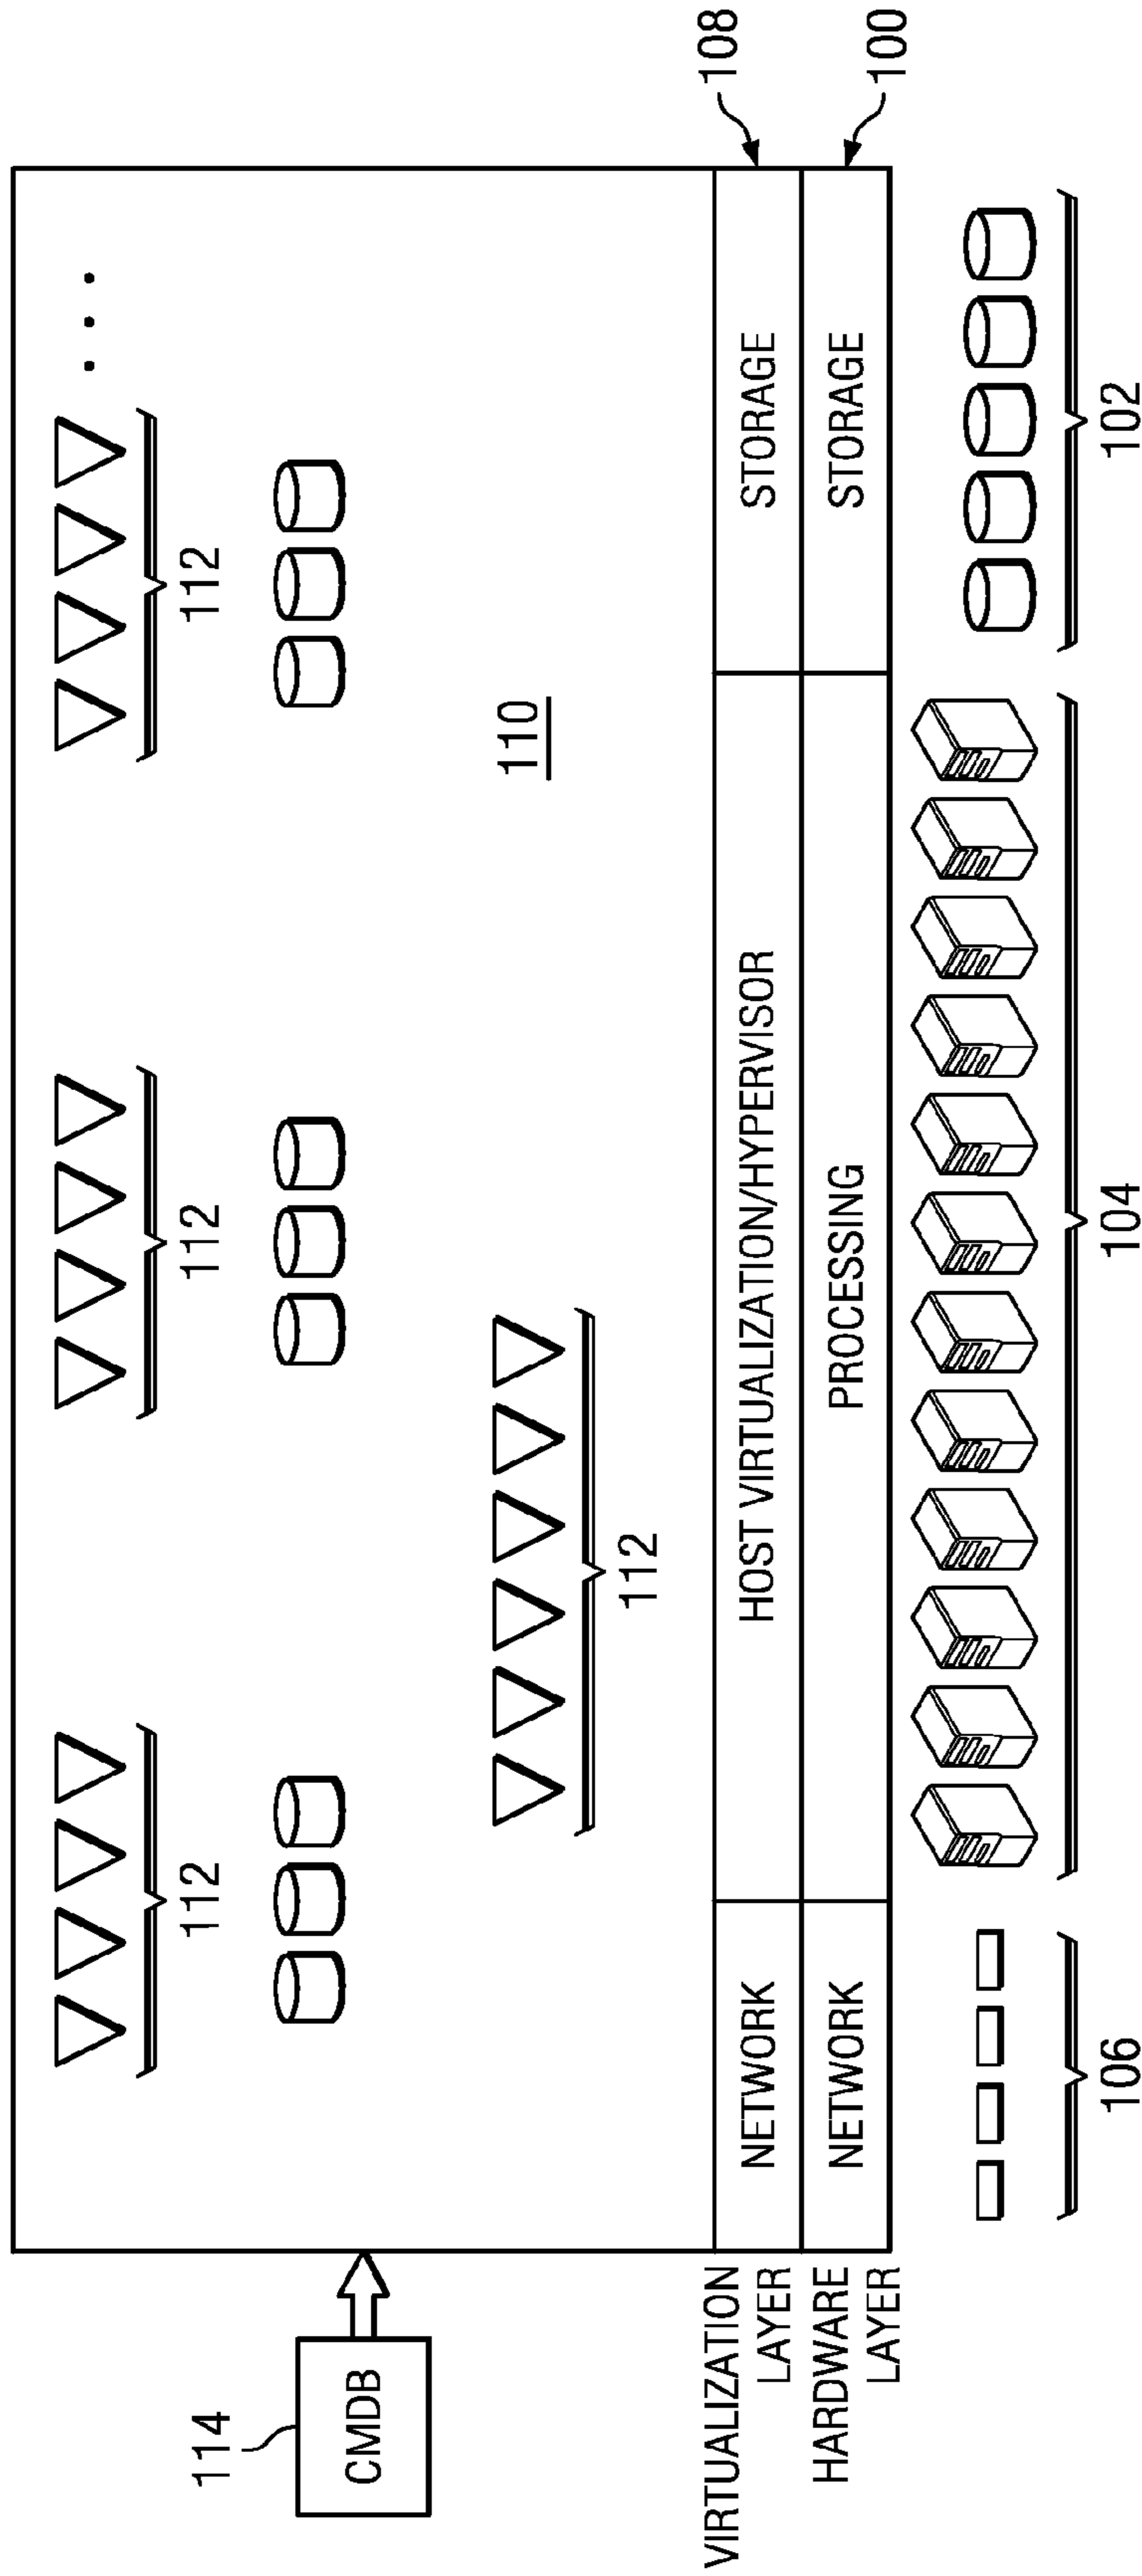 112
112
112
. . .
114
CMDB
110
112
VIRTUALIZATION
LAYER
NETWORK
HOST VIRTUALIZATION/HYPERVISOR
STORAGE
108
HARDWARE
LAYER
NETWORK
PROCESSING
STORAGE
100
106
104
102